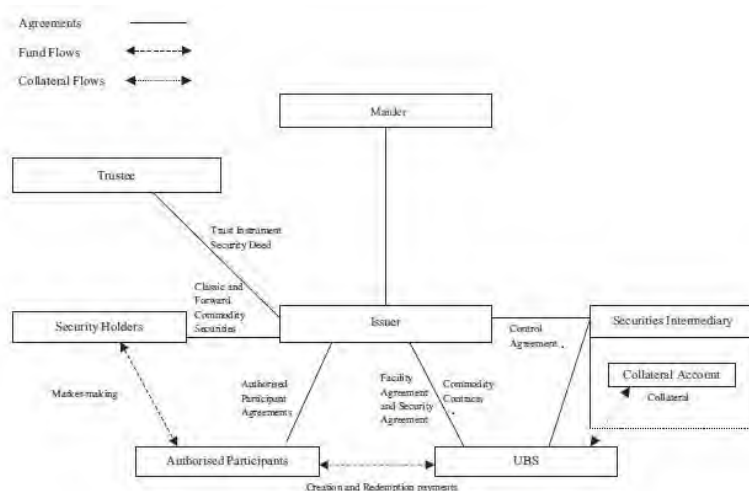 Agreements
Fund Flows
Collateral Flows
Trustee
Trust Instrument
Security Deed
Classic and
Forward
Commodity
Securities
Security Holders
Issuer
Control
Agreement
Securities Intermediary
Collateral Account
Collateral
Market-making
Authorised
Participant
Agreements
Facility
Agreement
and Security
Agreement
Commodity
Contracts
Authorised Participants
UBS
Creation and Redemption payments